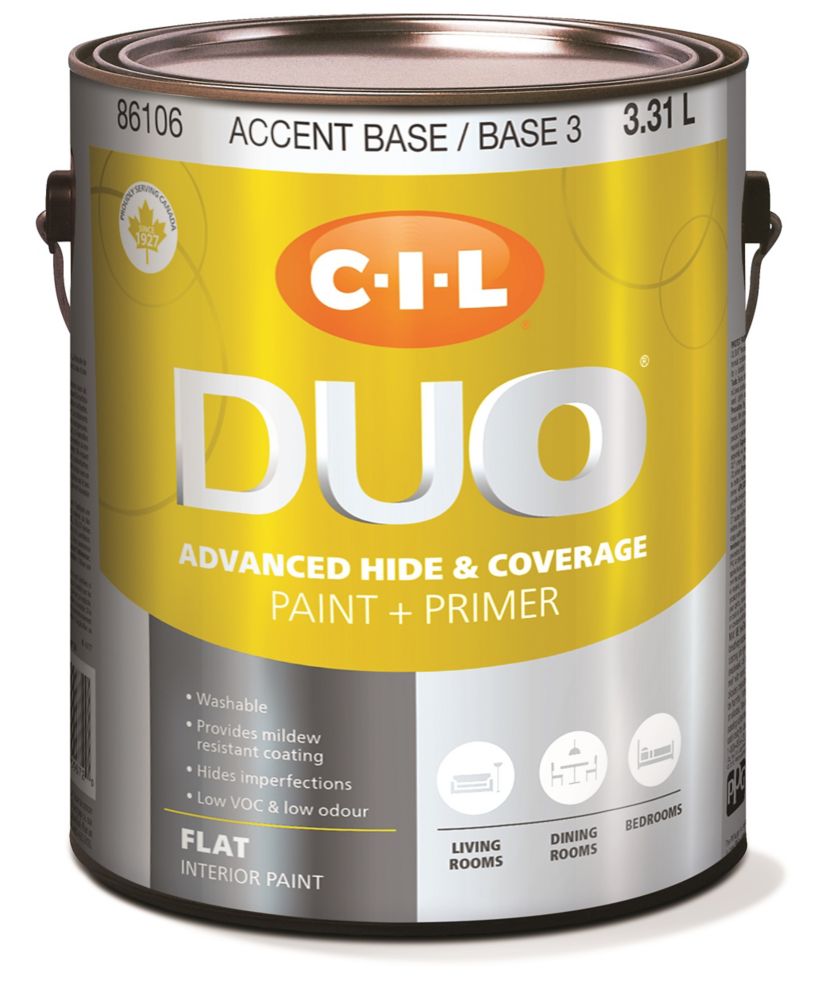 86106 ACCENT BASE / BASE 3 3.31 L
PROUDLY SERVING CANADA
SINCE
1927
C·I·L
®
DUO®
ADVANCED HIDE & COVERAGE
PAINT + PRIMER
• Washable
• Provides mildew
resistant coating
• Hides imperfections
• Low VOC & low odour
FLAT
INTERIOR PAINT
LIVING
ROOMS
DINING
ROOMS
BEDROOMS
ppg